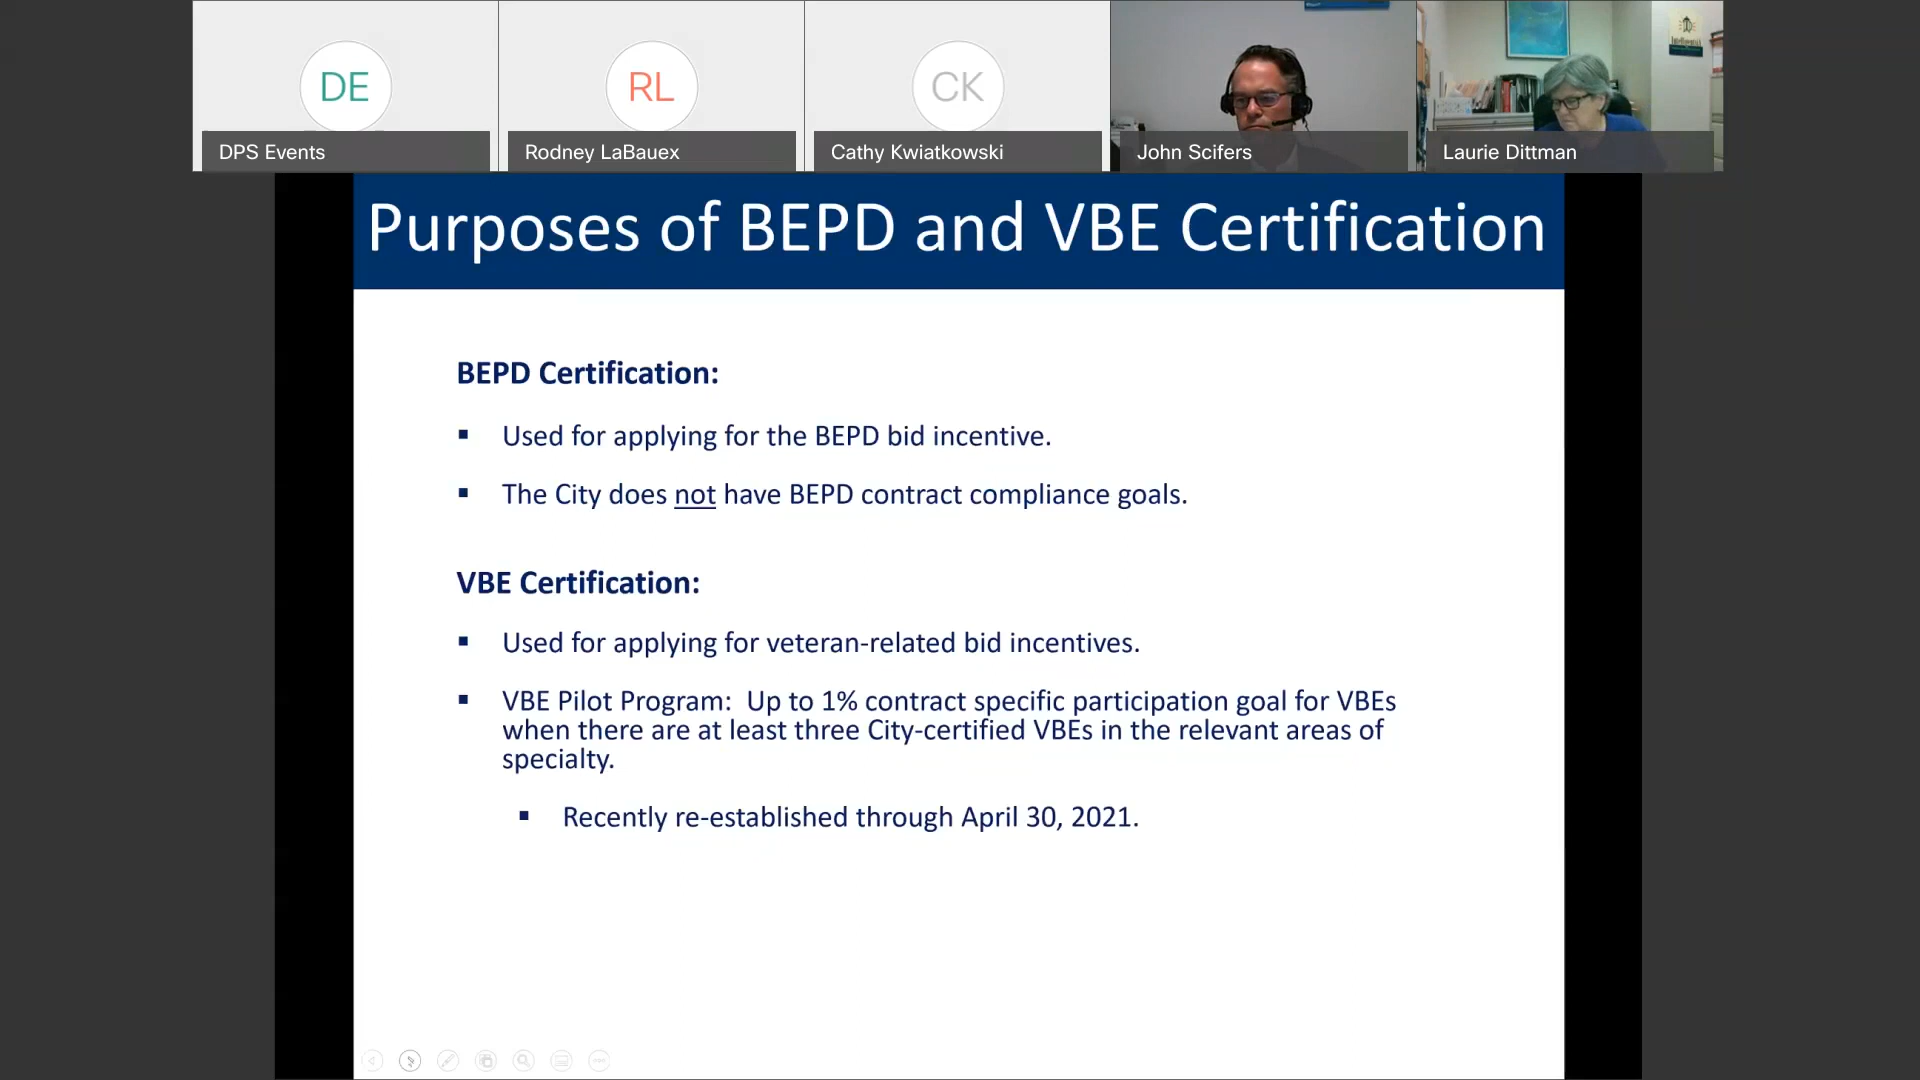 DE
RL
CK
DPS Events
Rodney LaBauex
Cathy Kwiatkowski
John Scifers
Laurie Dittman
Purposes of BEPD and VBE Certification
BEPD Certification:
▪ Used for applying for the BEPD bid incentive.
▪ The City does not have BEPD contract compliance goals.
VBE Certification:
▪ Used for applying for veteran-related bid incentives.
▪ VBE Pilot Program: Up to 1% contract specific participation goal for VBEs
when there are at least three City-certified VBEs in the relevant areas of
specialty.
▪ Recently re-established through April 30, 2021.